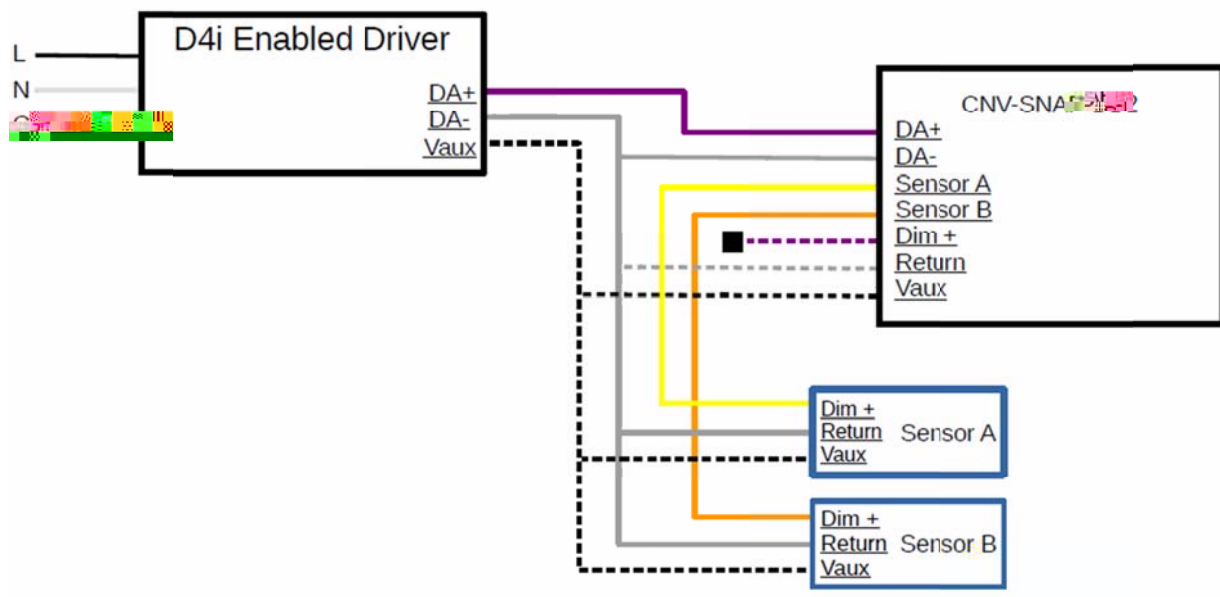 D4i Enabled Driver
L
N
DA+
DA-
Vaux
DA+
DA-
Sensor A
Sensor B
Dim +
Return
Vaux
Dim +
Return
Vaux
Sensor A
Dim +
Return
Vaux
Sensor B